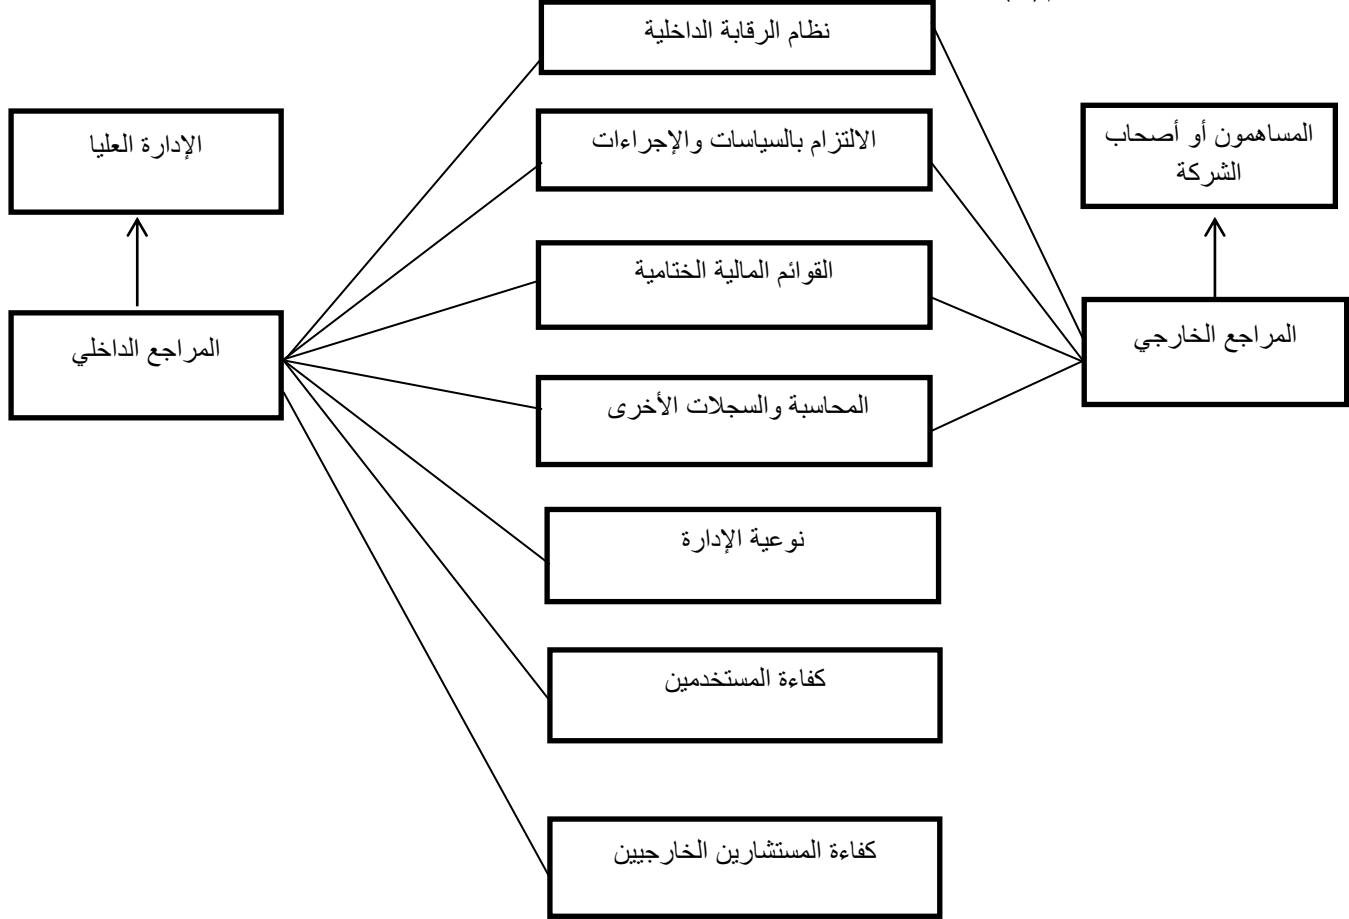 نظام الرقابة الداخلية
المساهمون أو أصحاب
الشركة
الالتزام بالسياسات والإجراءات
الإدارة العليا
القوائم المالية الختامية
المراجع الخارجي
المراجع الداخلي
المحاسبة والسجلات الأخرى
نوعية الإدارة
كفاءة المستخدمين
كفاءة المستشارين الخارجيين